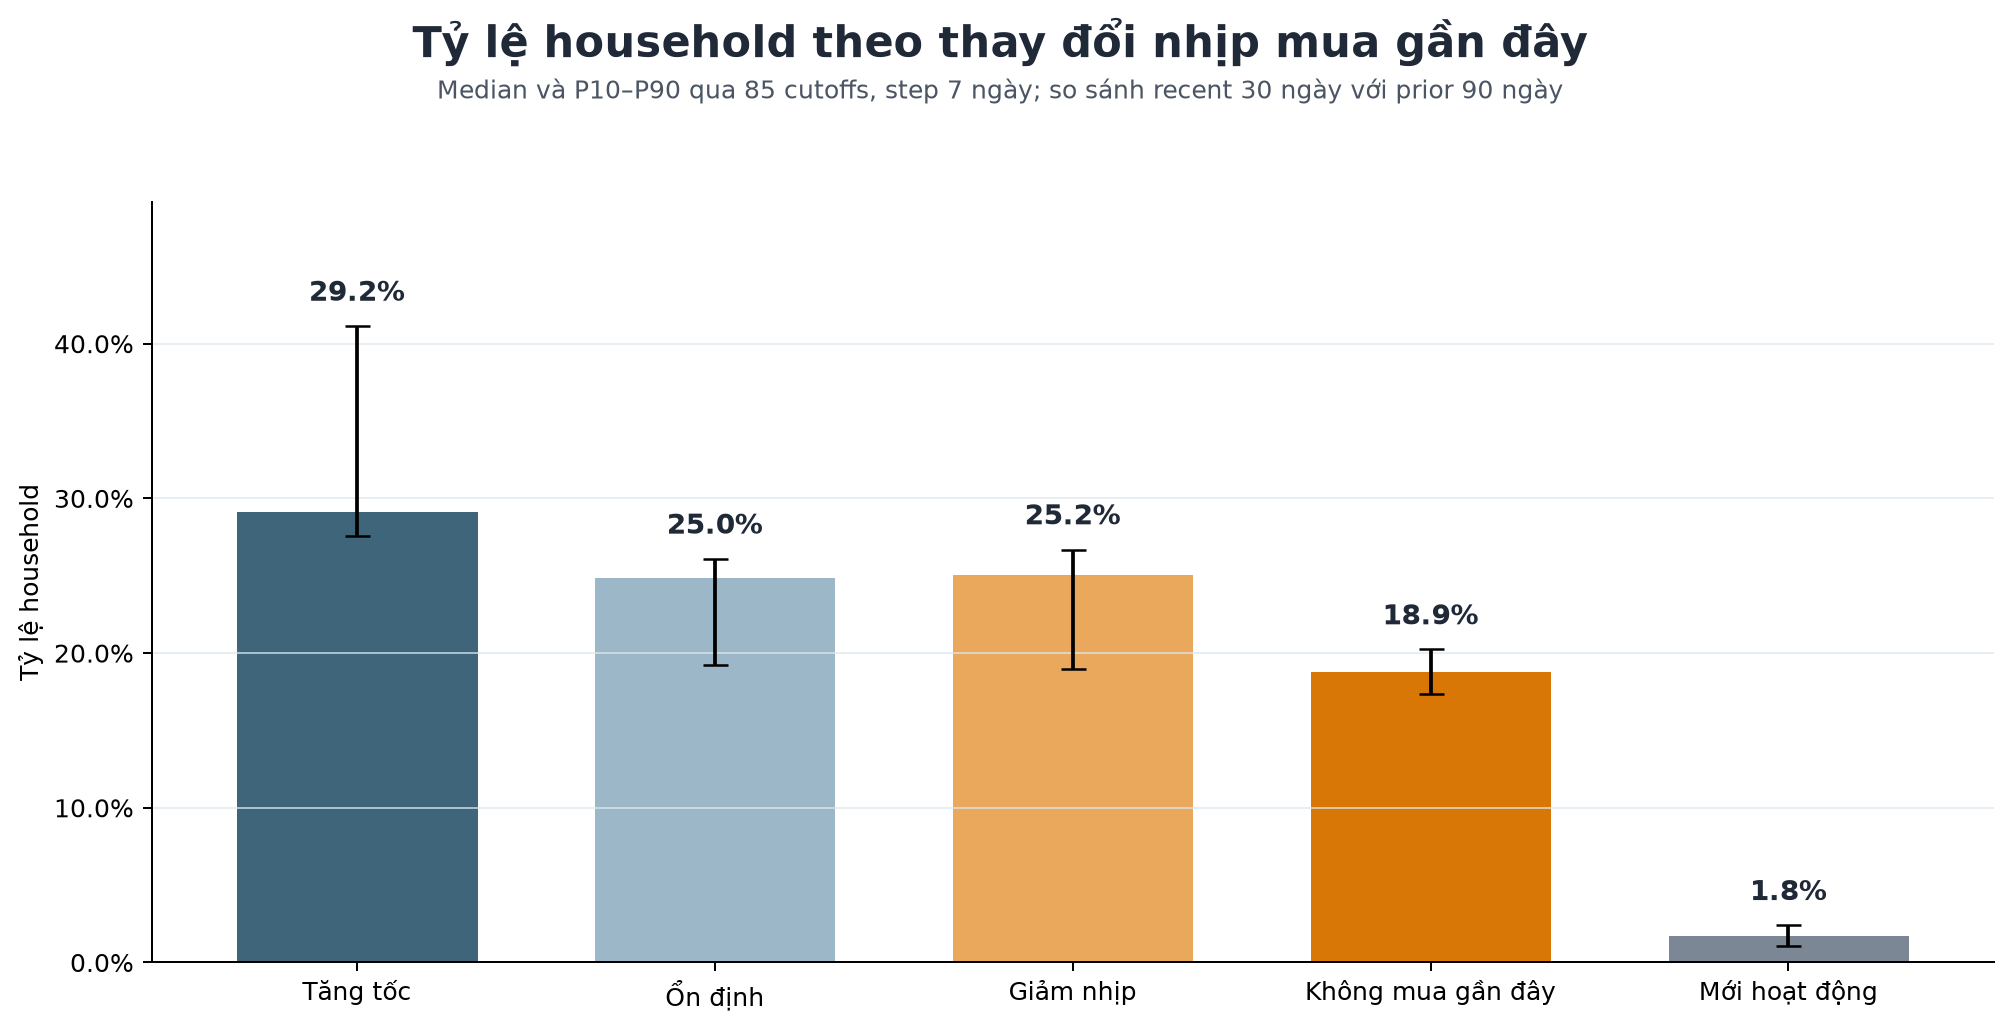 Tỷ lệ household theo thay đổi nhịp mua gần đây
Median và P10–P90 qua 85 cutoffs, step 7 ngày; so sánh recent 30 ngày với prior 90 ngày
Tỷ lệ household
40.0%
30.0%
20.0%
10.0%
0.0%
29.2%
25.0%
25.2%
18.9%
1.8%
Tăng tốc
Ổn định
Giảm nhịp
Không mua gần đây
Mới hoạt động